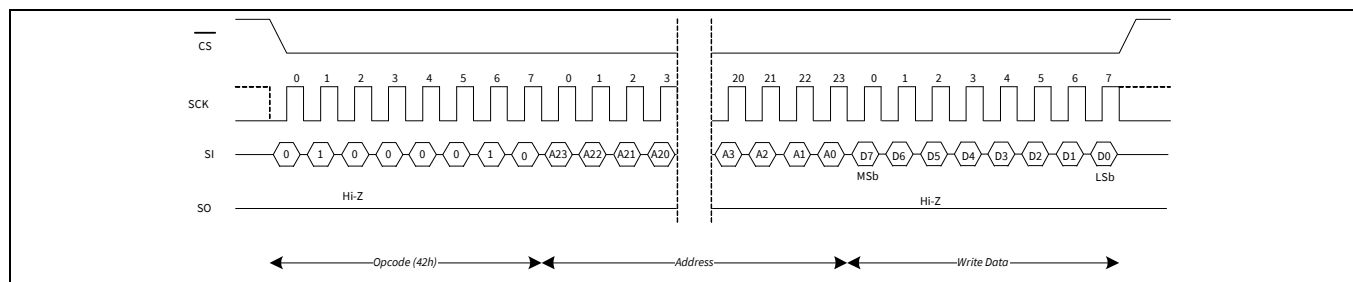 CS
0 1 2 3 4 5 6 7 0 1 2 3 20 21 22 23 0 1 2 3 4 5 6 7
SCK
SI 0 1 0 0 0 0 1 0 A23 A22 A21 A20 A3 A2 A1 A0 D7 D6 D5 D4 D3 D2 D1 D0
MSb LSb
Hi-Z Hi-Z
SO
Opcode (42h) Address Write Data